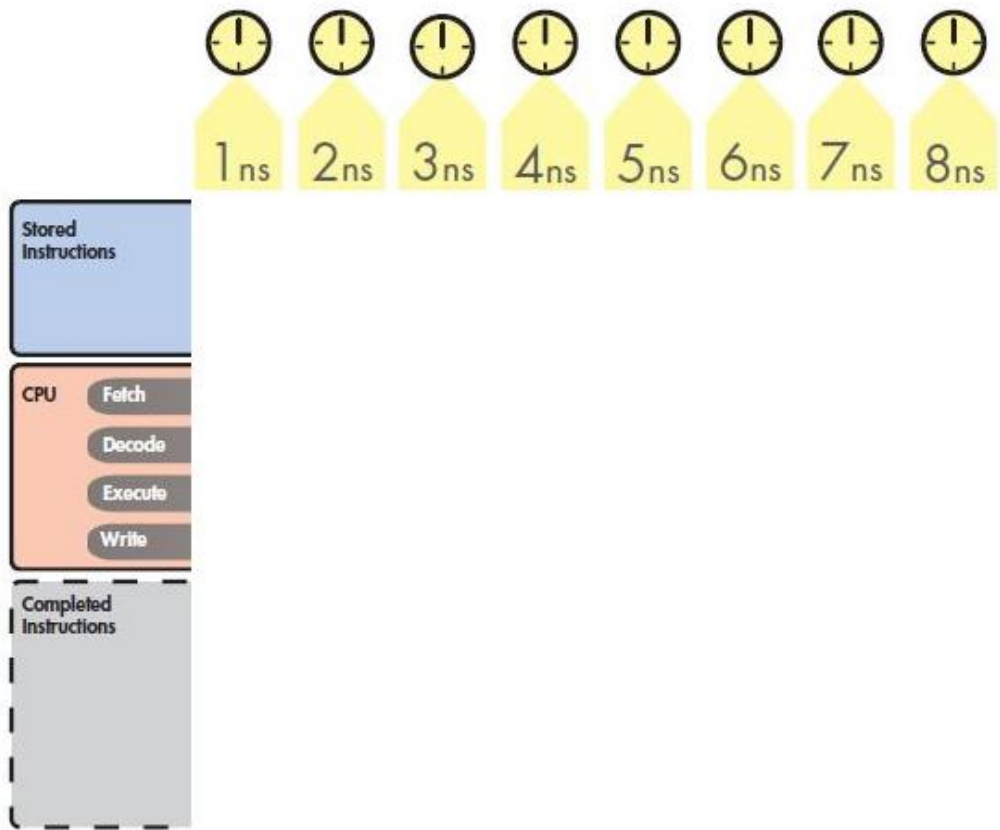 1ns 2ns 3ns 4ns 5ns 6ns 7ns 8ns
Stored
Instructions
CPU
Fetch
Decode
Execute
Write
Completed
Instructions